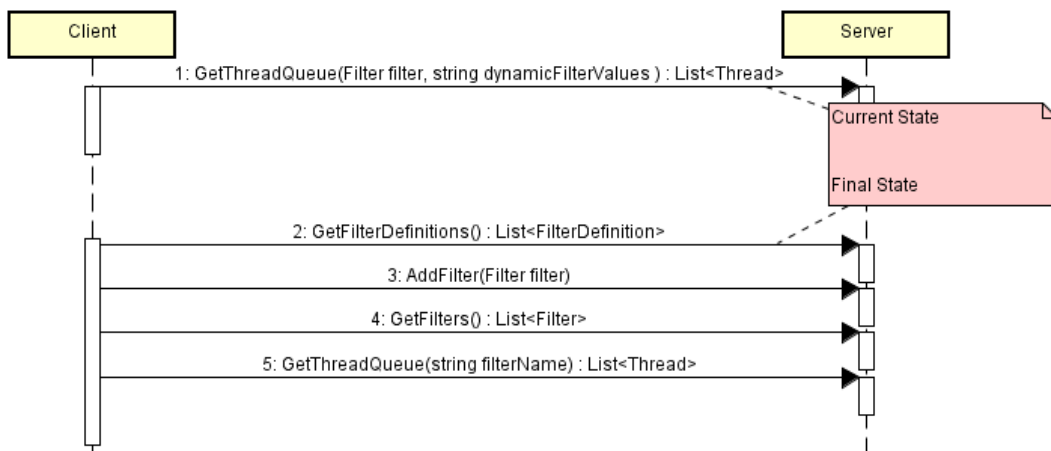 Client
Server
1: GetThreadQueue(Filter filter, string dynamicFilterValues ) : List<Thread>
Current State
Final State
2: GetFilterDefinitions() : List<FilterDefinition>
3: AddFilter(Filter filter)
4: GetFilters() : List<Filter>
5: GetThreadQueue(string filterName) : List<Thread>